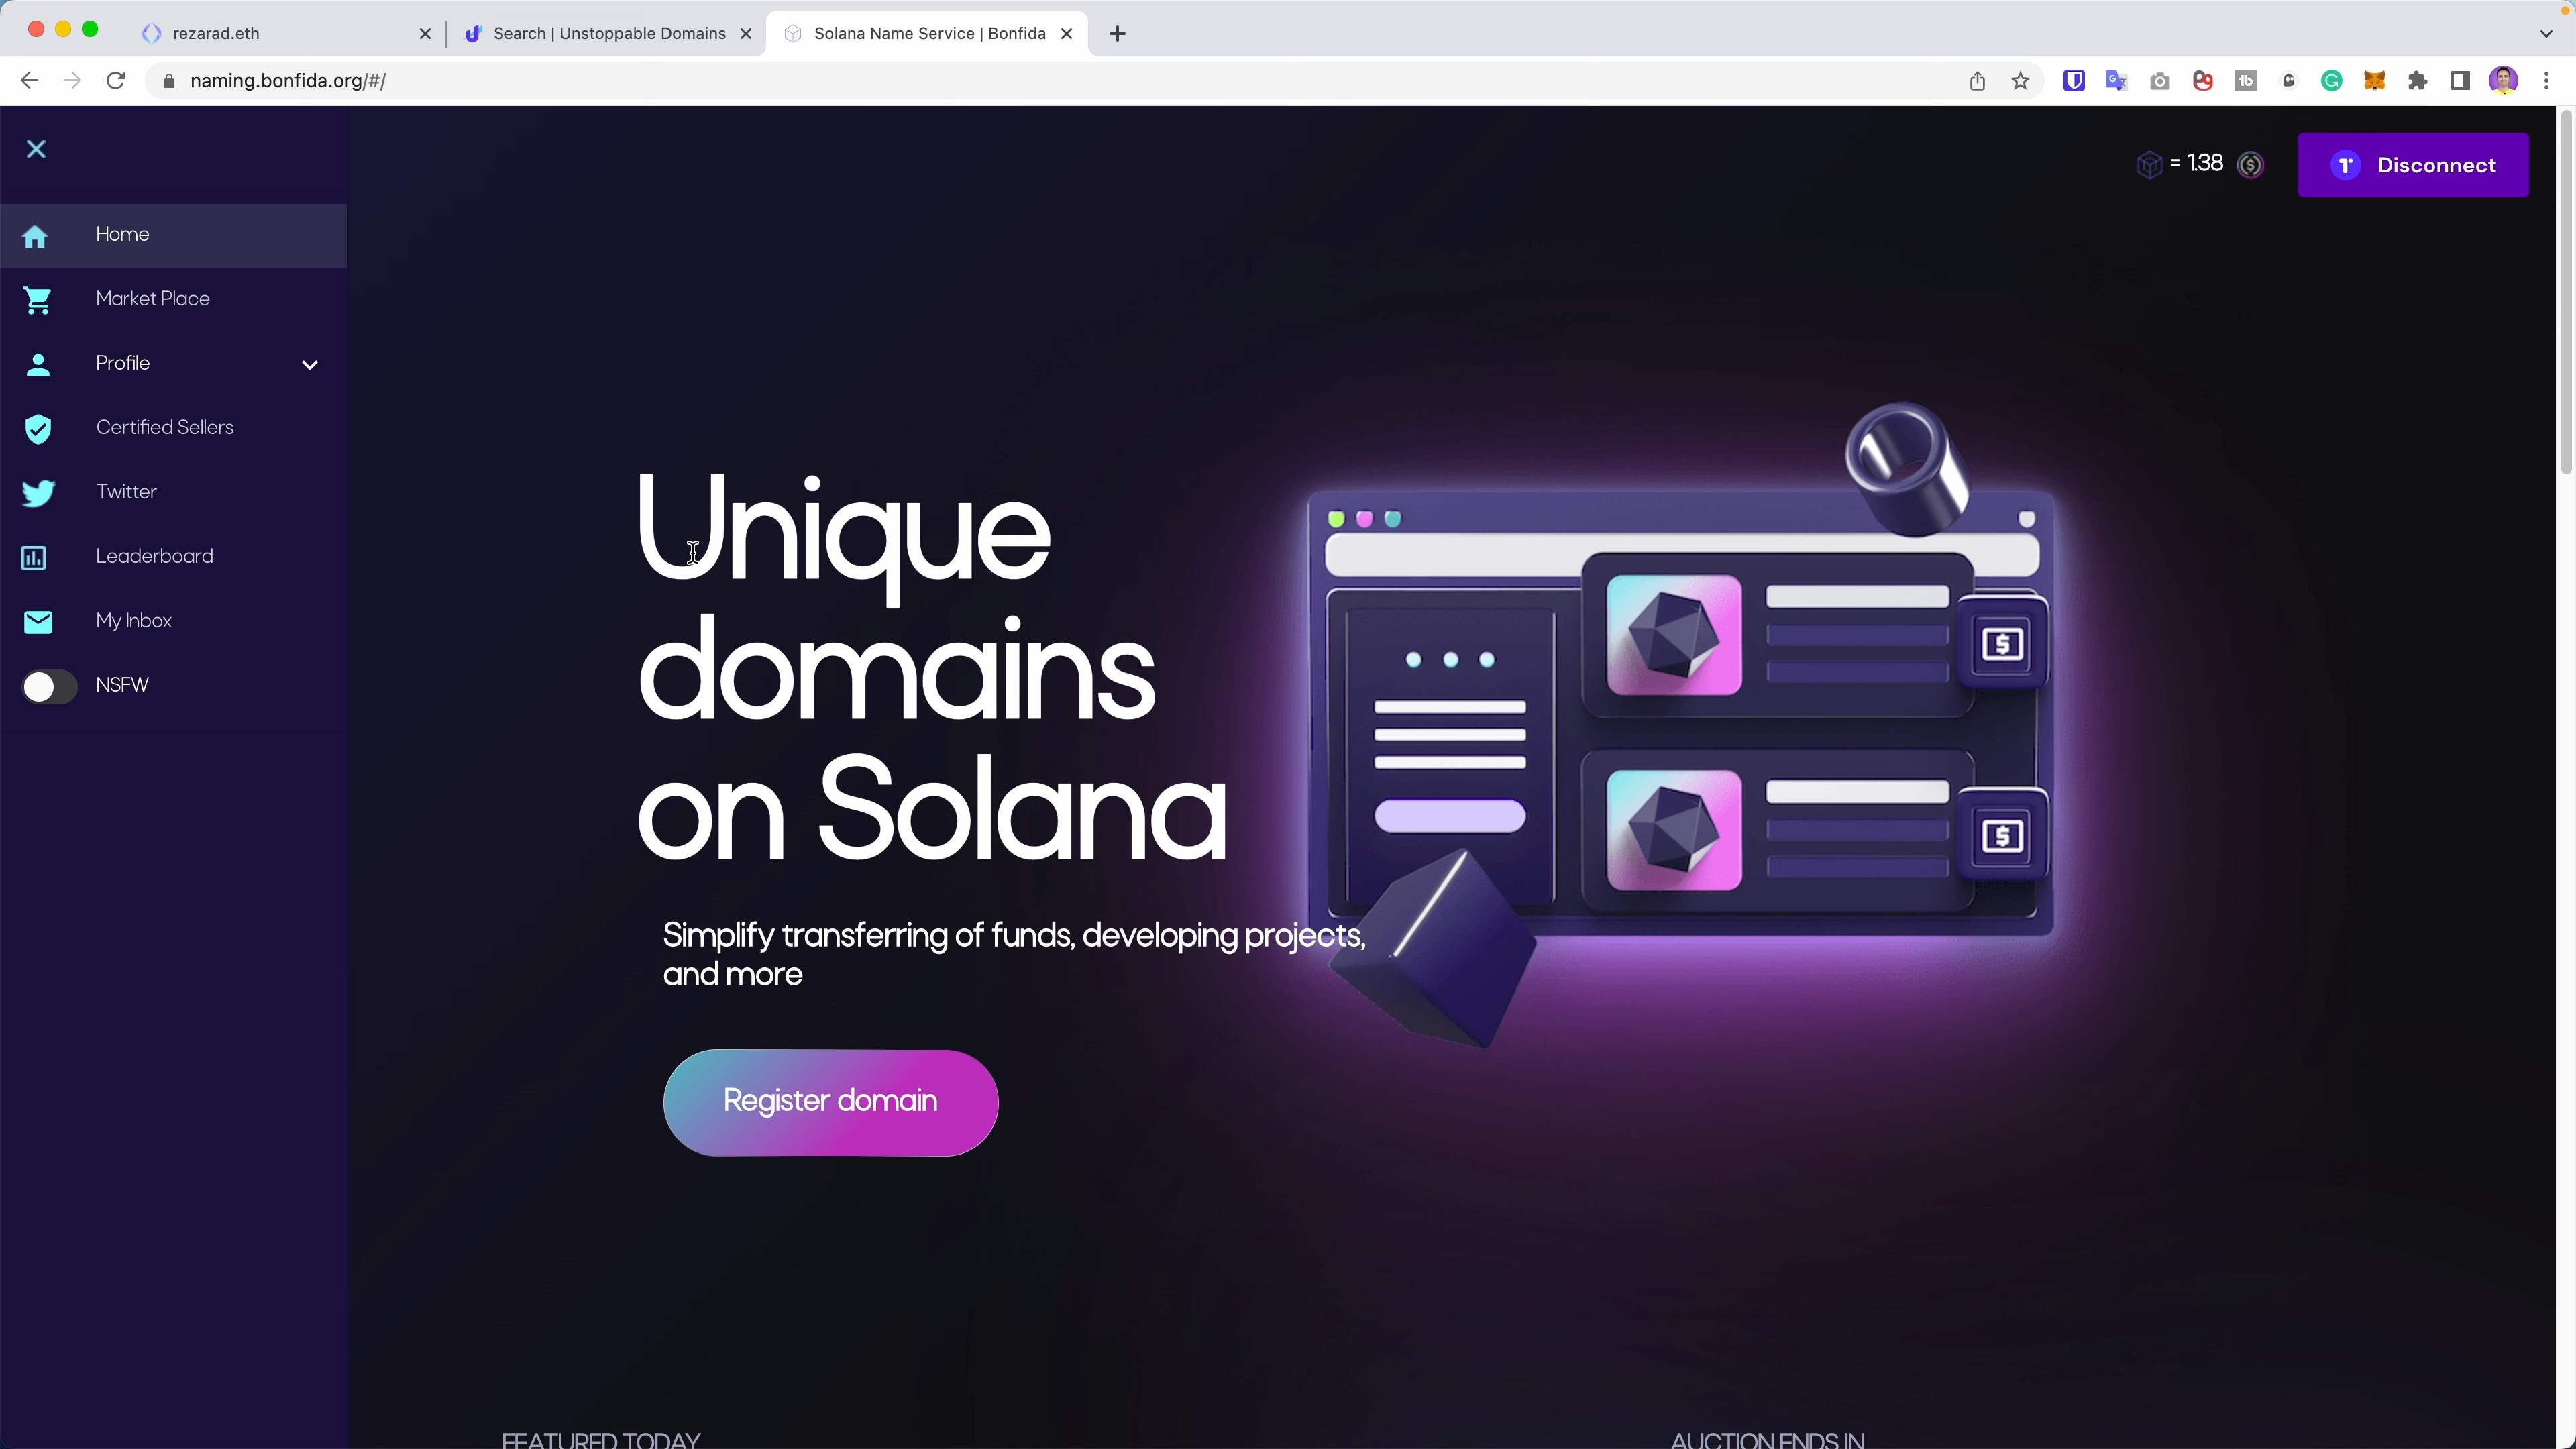 rezarad.eth
Search | Unstoppable Domains
Solana Name Service | Bonfida
naming.bonfida.org/#/
= 1.38
Disconnect
Home
Market Place
Profile
Certified Sellers
Twitter
Leaderboard
My Inbox
NSFW
Unique
domains
on Solana
Simplify transferring of funds, developing projects,
and more
Register domain
FEATURED TODAY
AUCTION ENDS IN